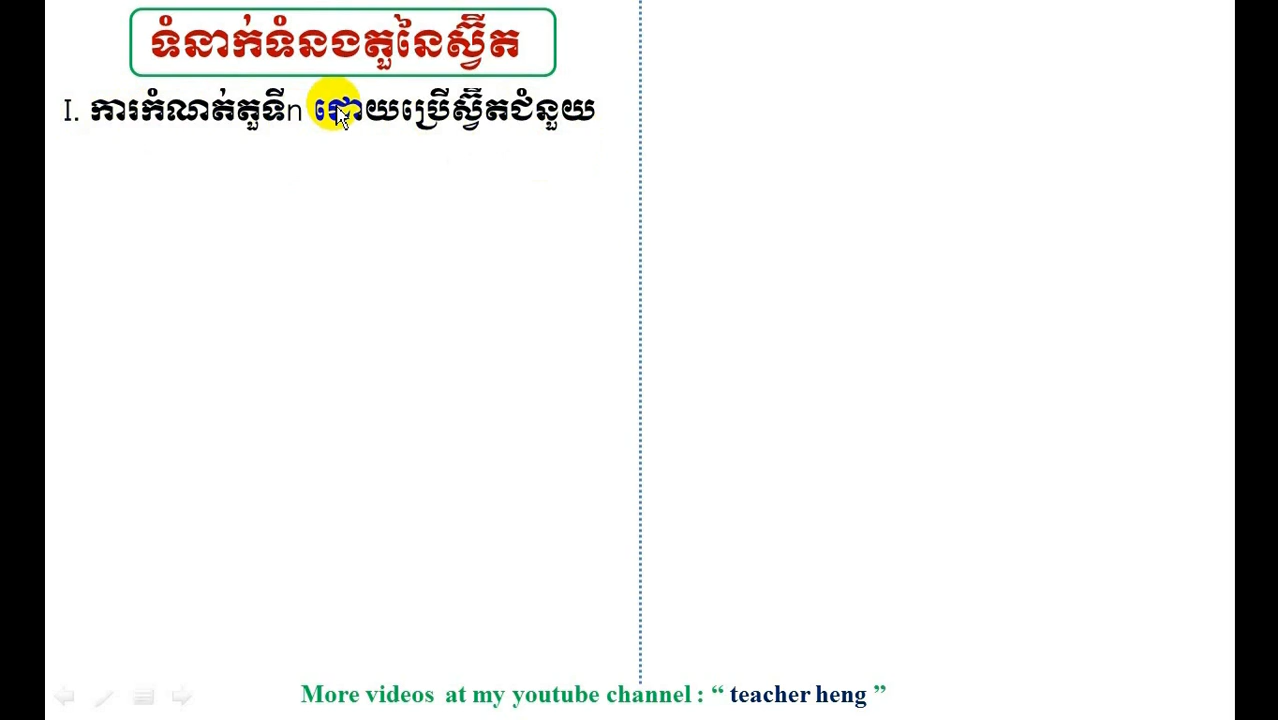 ទំនាក់ទំនងតួនៃស្វ៊ីត
I. ការកំណត់តួទីn ដោយប្រើស្វ៊ីតជំនួយ
More videos at my youtube channel : “ teacher heng ”